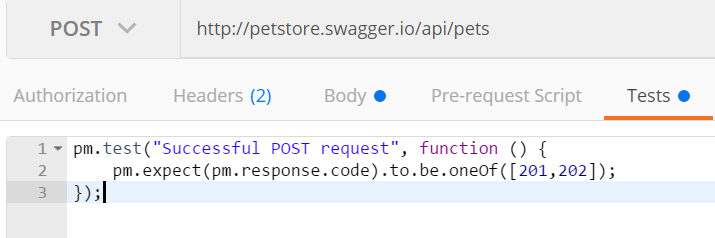 POST http://petstore.swagger.io/api/pets
Authorization Headers (2) Body Pre-request Script Tests
1 pm.test("Successful POST request", function () {
2 pm.expect(pm.response.code).to.be.oneOf([201,202]);
3 });